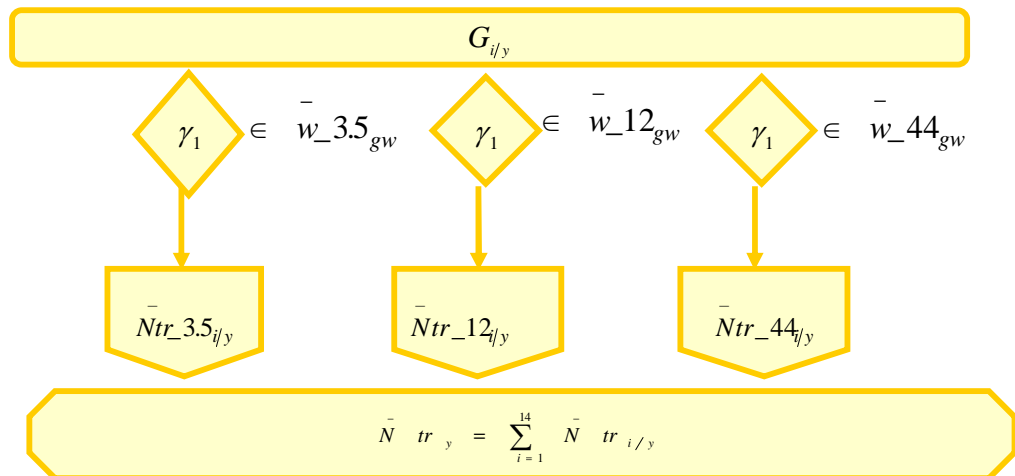 G_{i/y}
γ_1 ∈ w̄_3.5_{gw} γ_1 ∈ w̄_12_{gw} γ_1 ∈ w̄_44_{gw}
N̄tr_3.5_{i/y} N̄tr_12_{i/y} N̄tr_44_{i/y}
N̄ tr_y = ∑_{i=1}^{14} N̄ tr_{i/y}